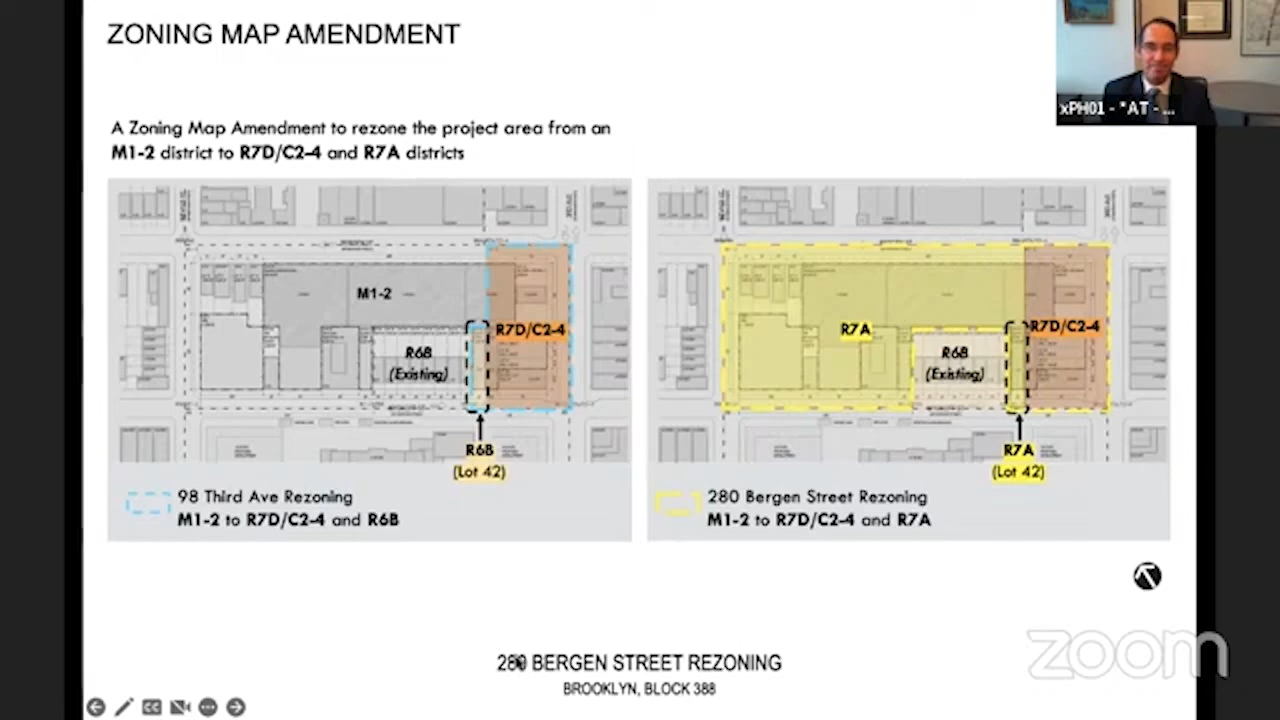 ZONING MAP AMENDMENT
xPH01 - *AT - ...
A Zoning Map Amendment to rezone the project area from an
M1-2 district to R7D/C2-4 and R7A districts
M1-2
R7D/C2-4
R6B
(Existing)
R6B
(Lot 42)
98 Third Ave Rezoning
M1-2 to R7D/C2-4 and R6B
R7A
R7D/C2-4
R6B
(Existing)
R7A
(Lot 42)
280 Bergen Street Rezoning
M1-2 to R7D/C2-4 and R7A
280 BERGEN STREET REZONING
BROOKLYN, BLOCK 388
zoom
CC